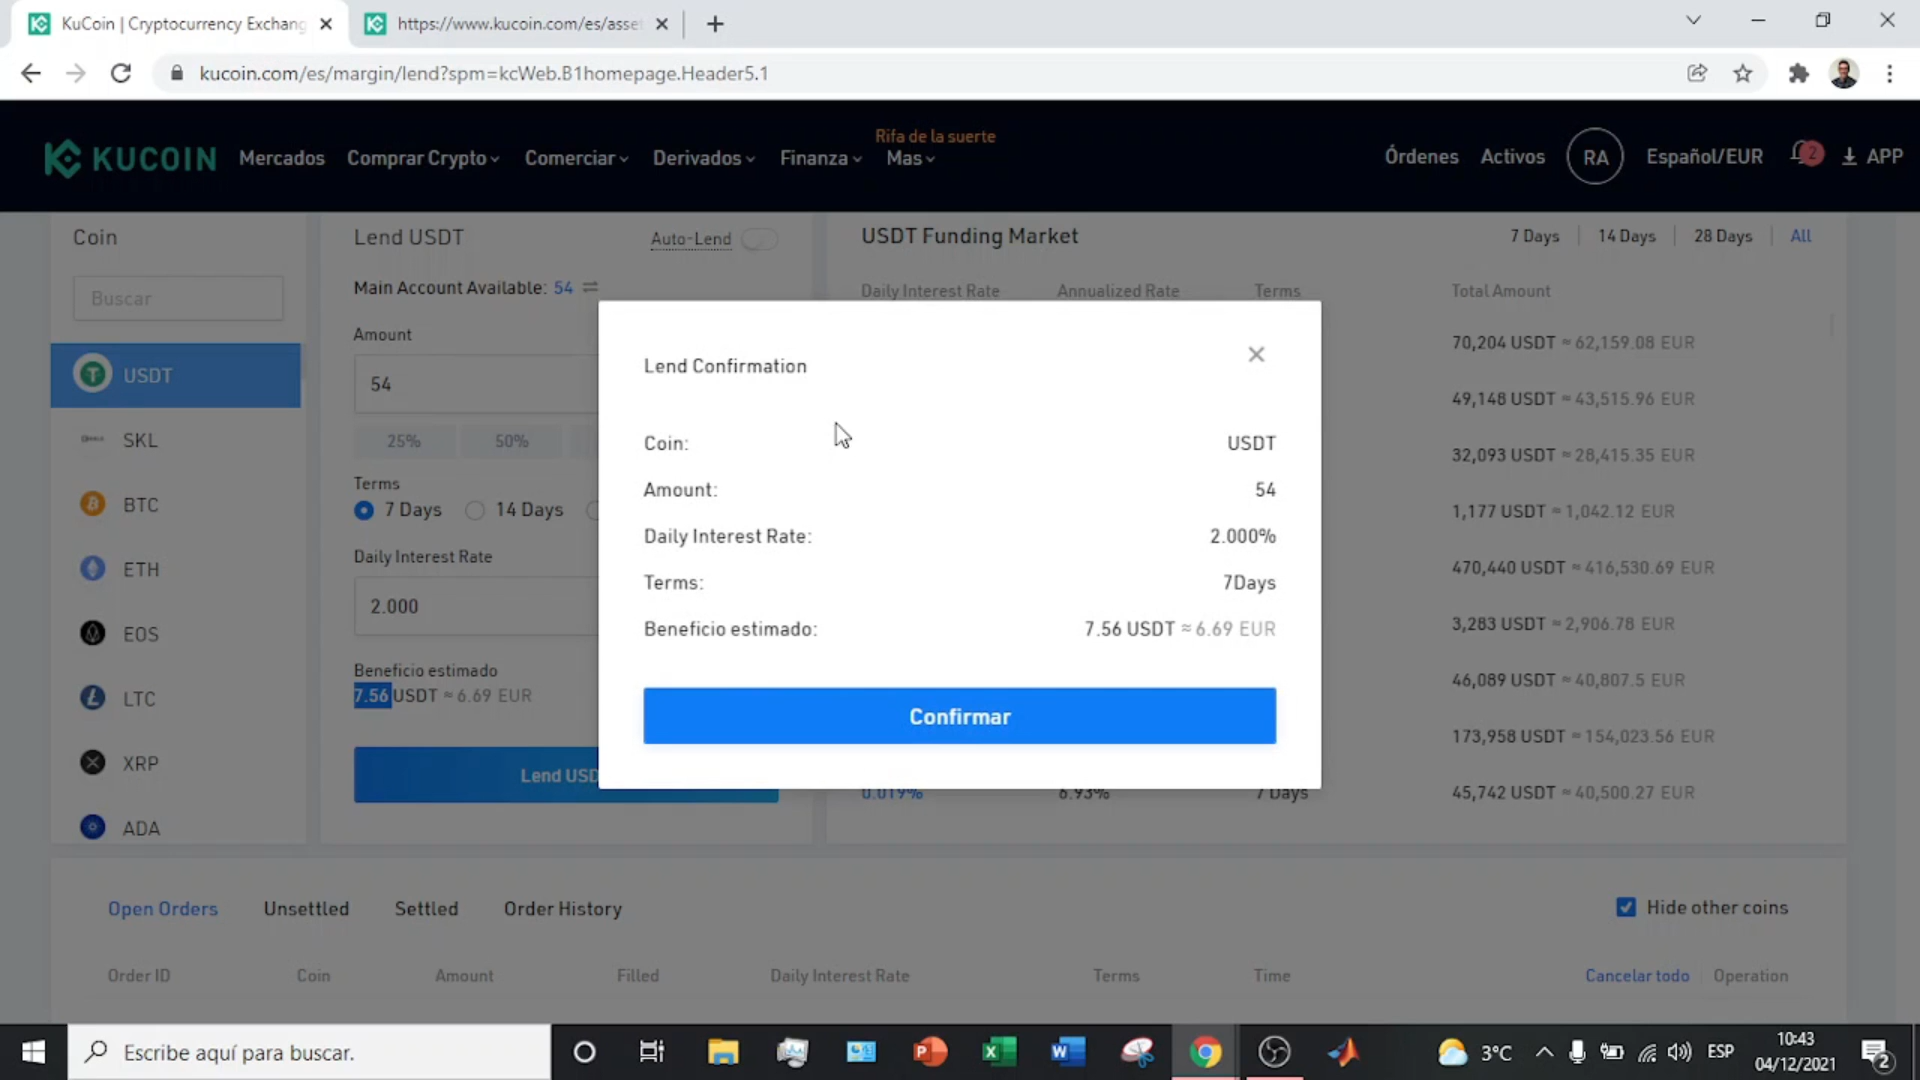 KuCoin | Cryptocurrency Exchang
https://www.kucoin.com/es/asse
kucoin.com/es/margin/lend?spm=kcWeb.B1homepage.Header5.1
KUCOIN
Mercados
Comprar Crypto
Comerciar
Derivados
Finanza
Rifa de la suerte
Mas
Órdenes
Activos
RA
Español/EUR
2
APP
Coin
Buscar
USDT
SKL
BTC
ETH
EOS
LTC
XRP
ADA
Lend USDT
Auto-Lend
Main Account Available: 54
Amount
54
25%
50%
Terms
7 Days
14 Days
Daily Interest Rate
2.000
Beneficio estimado
7.56 USDT ≈ 6.69 EUR
Lend USD
USDT Funding Market
7 Days
14 Days
28 Days
All
Daily Interest Rate
Annualized Rate
Terms
Total Amount
70,204 USDT ≈ 62,159.08 EUR
49,148 USDT ≈ 43,515.96 EUR
32,093 USDT ≈ 28,415.35 EUR
1,177 USDT ≈ 1,042.12 EUR
470,440 USDT ≈ 416,530.69 EUR
3,283 USDT ≈ 2,906.78 EUR
46,089 USDT ≈ 40,807.5 EUR
173,958 USDT ≈ 154,023.56 EUR
0.019%
6.93%
7 Days
45,742 USDT ≈ 40,500.27 EUR
Lend Confirmation
Coin:
USDT
Amount:
54
Daily Interest Rate:
2.000%
Terms:
7Days
Beneficio estimado:
7.56 USDT ≈ 6.69 EUR
Confirmar
Open Orders
Unsettled
Settled
Order History
Hide other coins
Order ID
Coin
Amount
Filled
Daily Interest Rate
Terms
Time
Cancelar todo
Operation
Escribe aquí para buscar.
3°C
ESP
10:43
04/12/2021
2